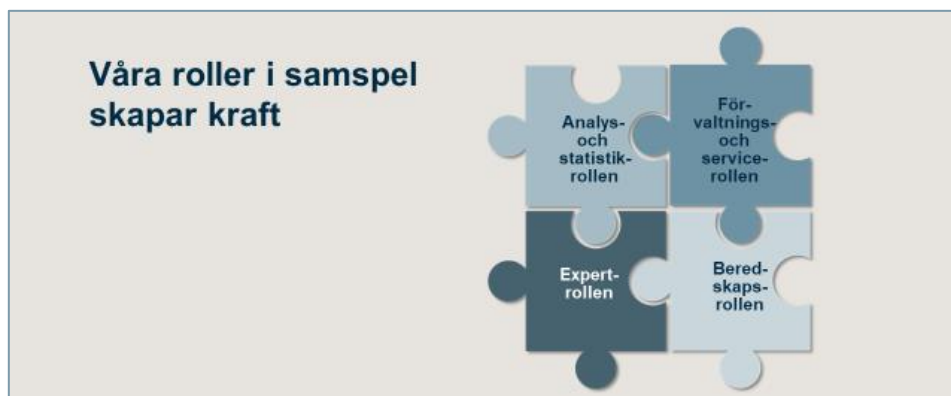 Våra roller i samspel
skapar kraft
Analys-
och
statistik-
rollen
För-
valtnings-
och
service-
rollen
Expert-
rollen
Bered-
skaps-
rollen